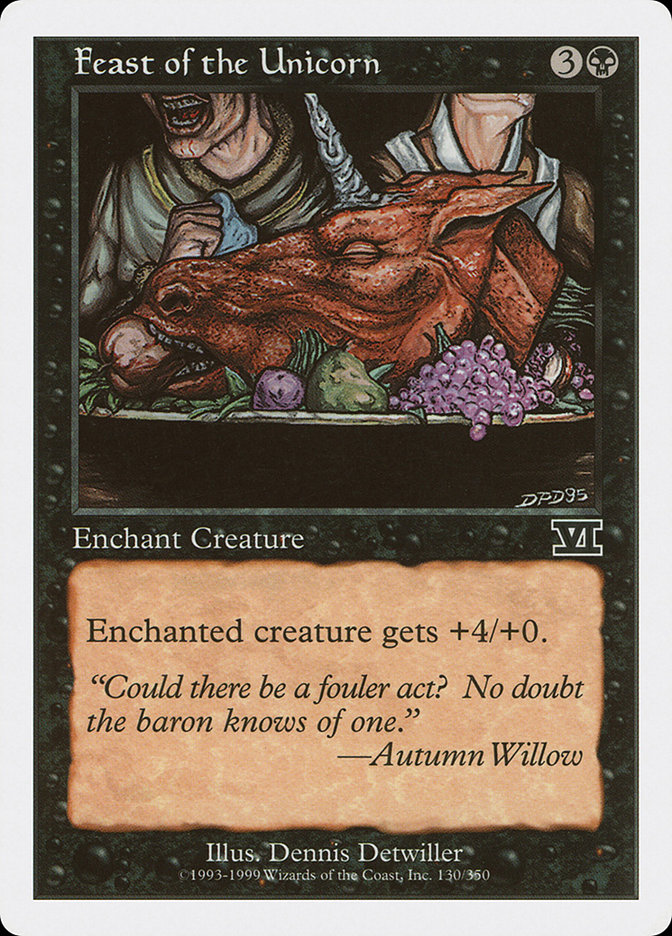 Feast of the Unicorn 3
DPD95
Enchant Creature VI
Enchanted creature gets +4/+0.
“Could there be a fouler act?  No doubt
the baron knows of one.”
—Autumn Willow
Illus. Dennis Detwiller
©1993-1999 Wizards of the Coast, Inc. 130/350